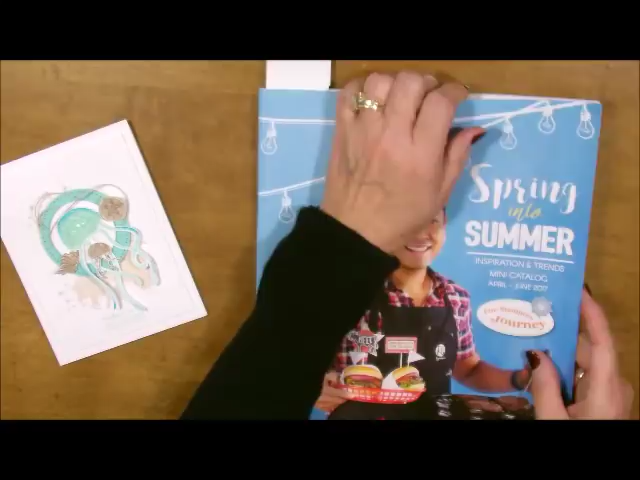 Spring
into
SUMMER
INSPIRATION & TRENDS
MINI CATALOG
APRIL - JUNE 2017
Journey